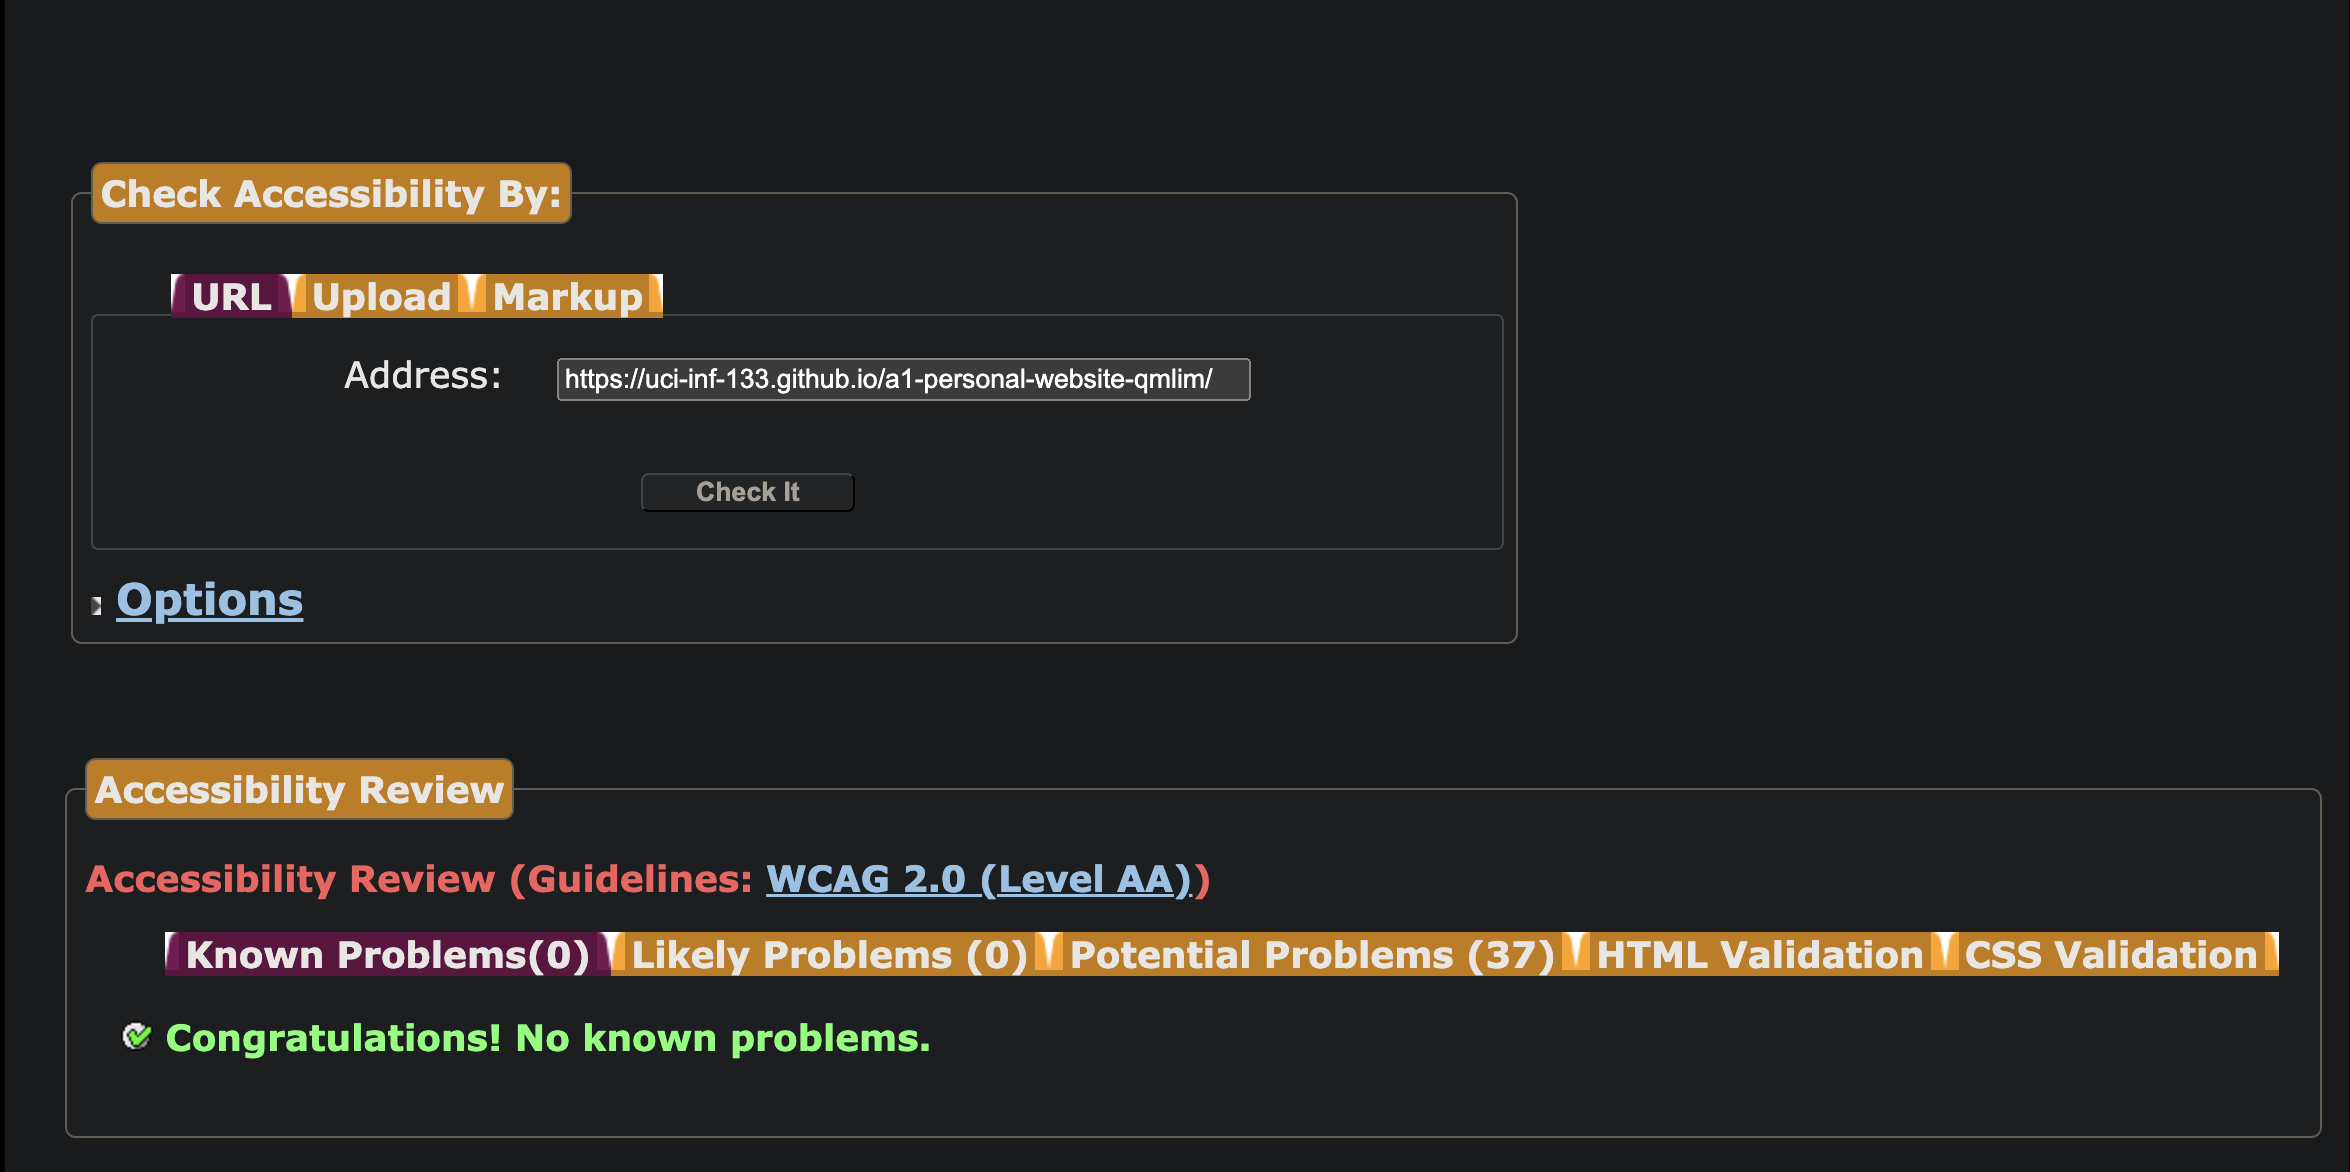 Check Accessibility By:
URL Upload Markup
Address: https://uci-inf-133.github.io/a1-personal-website-qmlim/
Check It
Options
Accessibility Review
Accessibility Review (Guidelines: WCAG 2.0 (Level AA))
Known Problems(0) Likely Problems (0) Potential Problems (37) HTML Validation CSS Validation
Congratulations! No known problems.